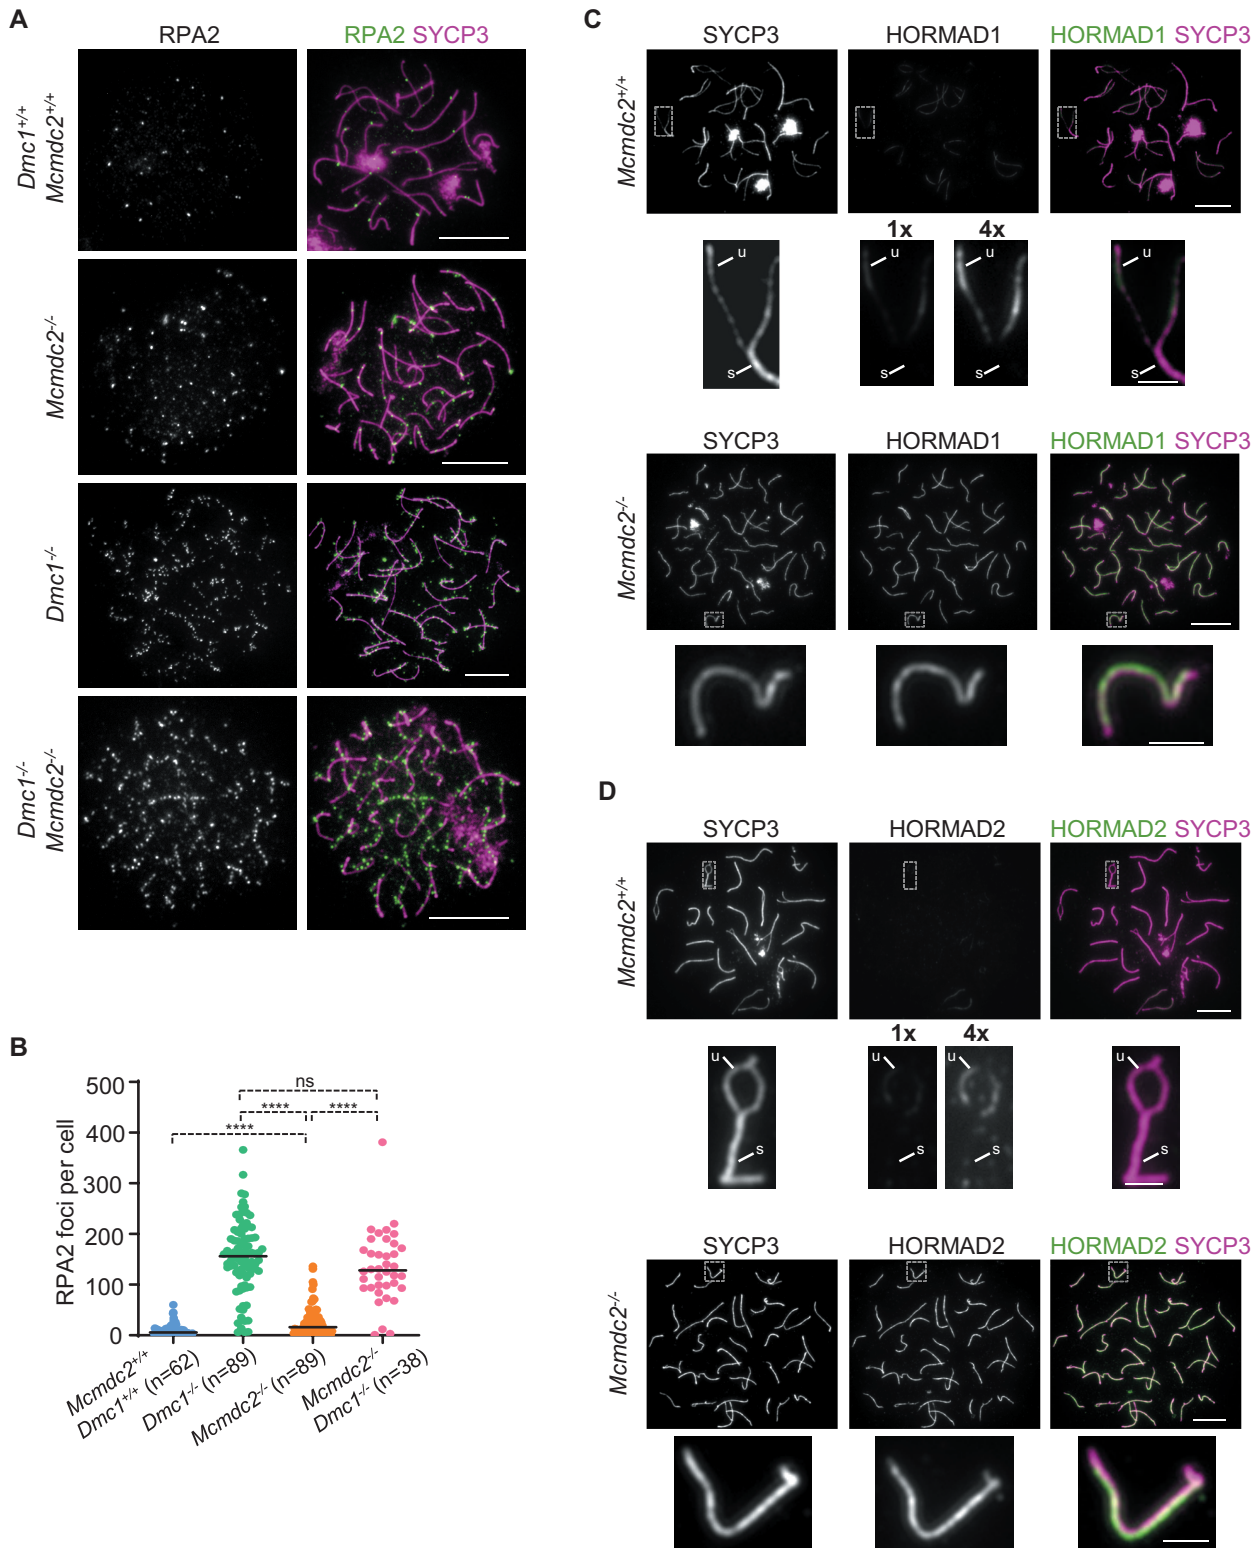 A
RPA2
RPA2 SYCP3
Dmc1+/+
Mcmdc2+/+
Mcmdc2-/-
Dmc1-/-
Dmc1-/-
Mcmdc2-/-
B
RPA2 foci per cell
500
400
300
200
100
0
ns
**** ****
****
Mcmdc2+/+
Dmc1+/+ (n=62)
Dmc1-/- (n=89)
Mcmdc2-/- (n=89)
Mcmdc2-/-
Dmc1-/- (n=38)
C
SYCP3
HORMAD1
HORMAD1 SYCP3
Mcmdc2+/+
1x
4x
u
s
u
s
u
s
u
s
SYCP3
HORMAD1
HORMAD1 SYCP3
Mcmdc2-/-
D
SYCP3
HORMAD2
HORMAD2 SYCP3
Mcmdc2+/+
1x
4x
u
s
u
s
u
s
u
s
SYCP3
HORMAD2
HORMAD2 SYCP3
Mcmdc2-/-